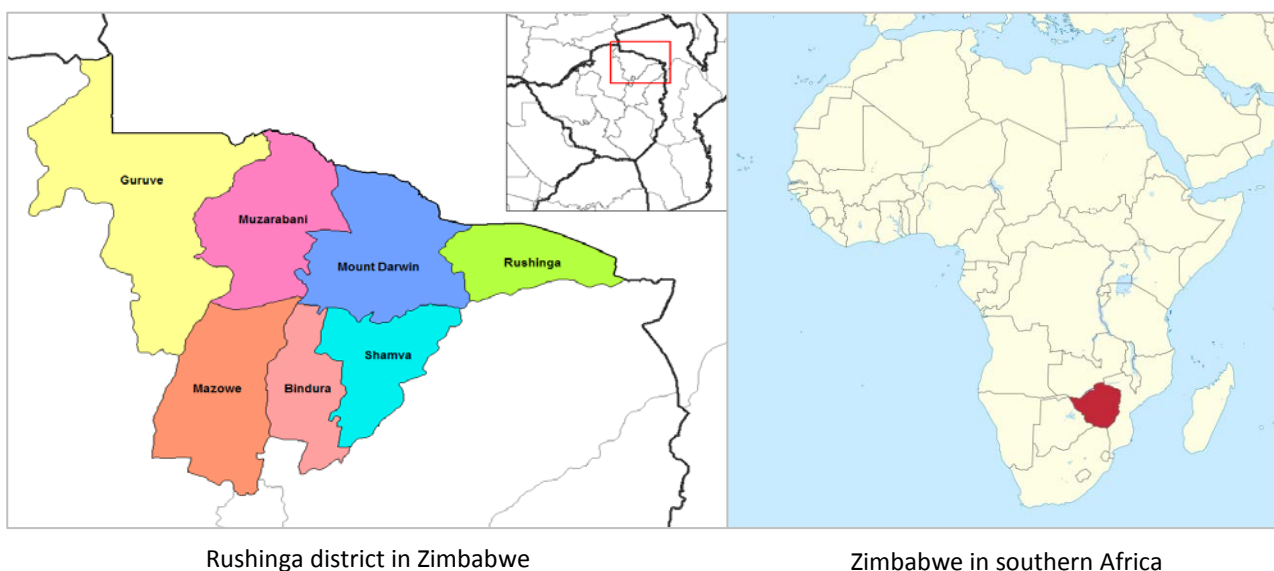 Guruve
Muzarabani
Mount Darwin
Rushinga
Shamva
Mazowe
Bindura
Rushinga district in Zimbabwe
Zimbabwe in southern Africa